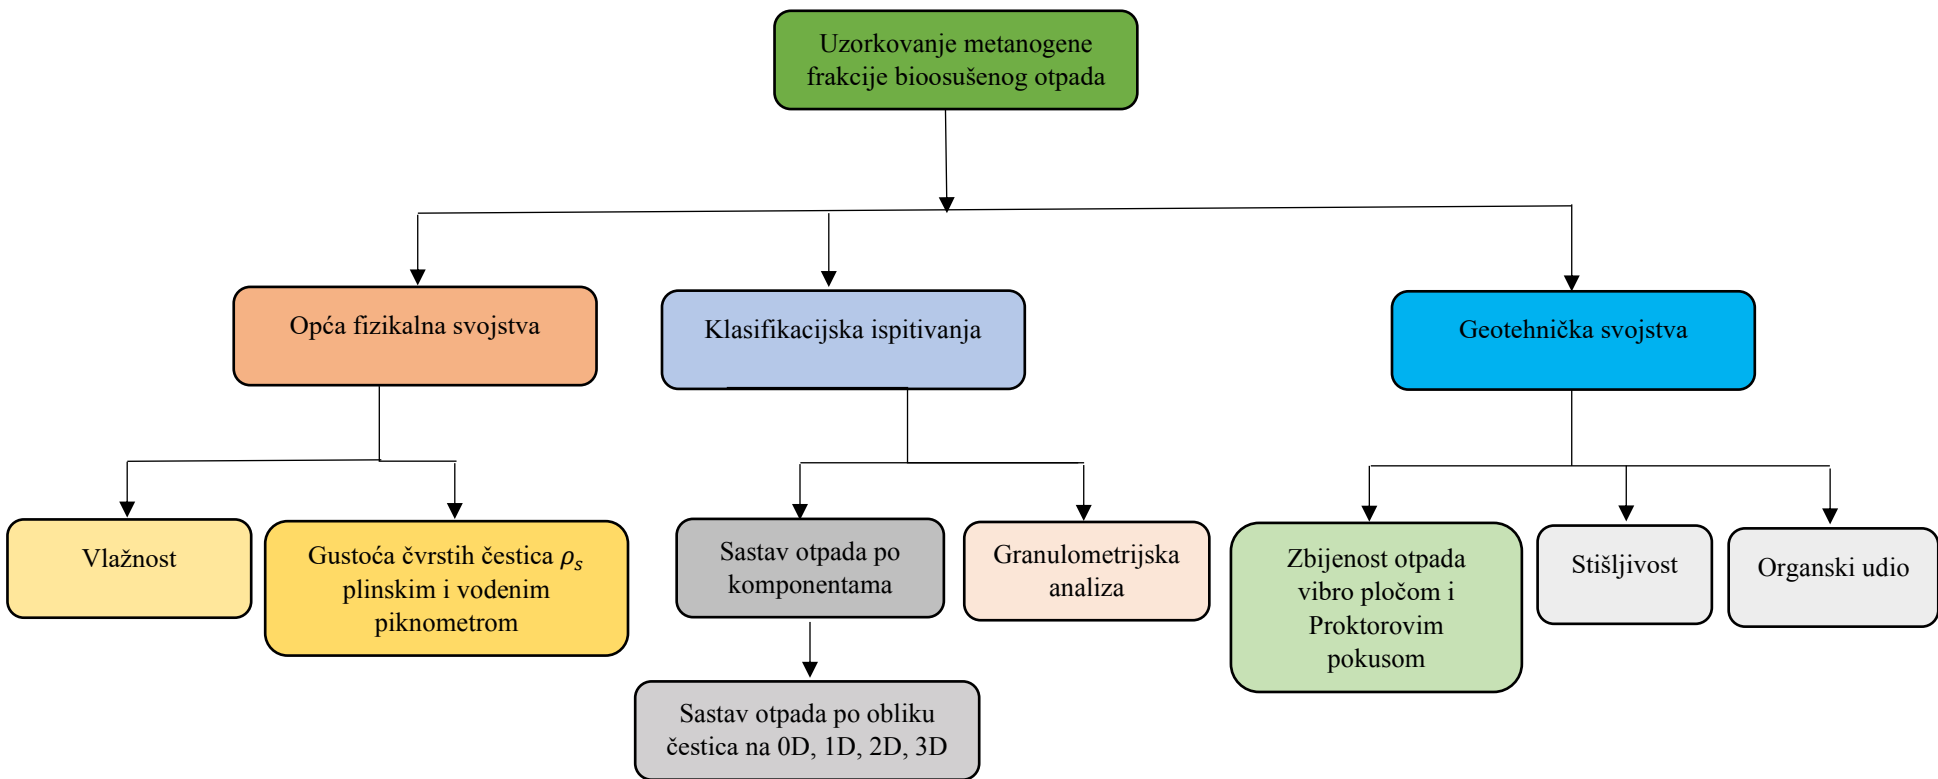 Uzorkovanje metanogene
frakcije bioosušenog otpada
Opća fizikalna svojstva
Klasifikacijska ispitivanja
Geotehnička svojstva
Vlažnost
Gustoća čvrstih čestica ρₛ
plinskim i vodenim
piknometrom
Sastav otpada po
komponentama
Granulometrijska
analiza
Zbijenost otpada
vibro pločom i
Proktorovim
pokusom
Stišljivost
Organski udio
Sastav otpada po obliku
čestica na 0D, 1D, 2D, 3D